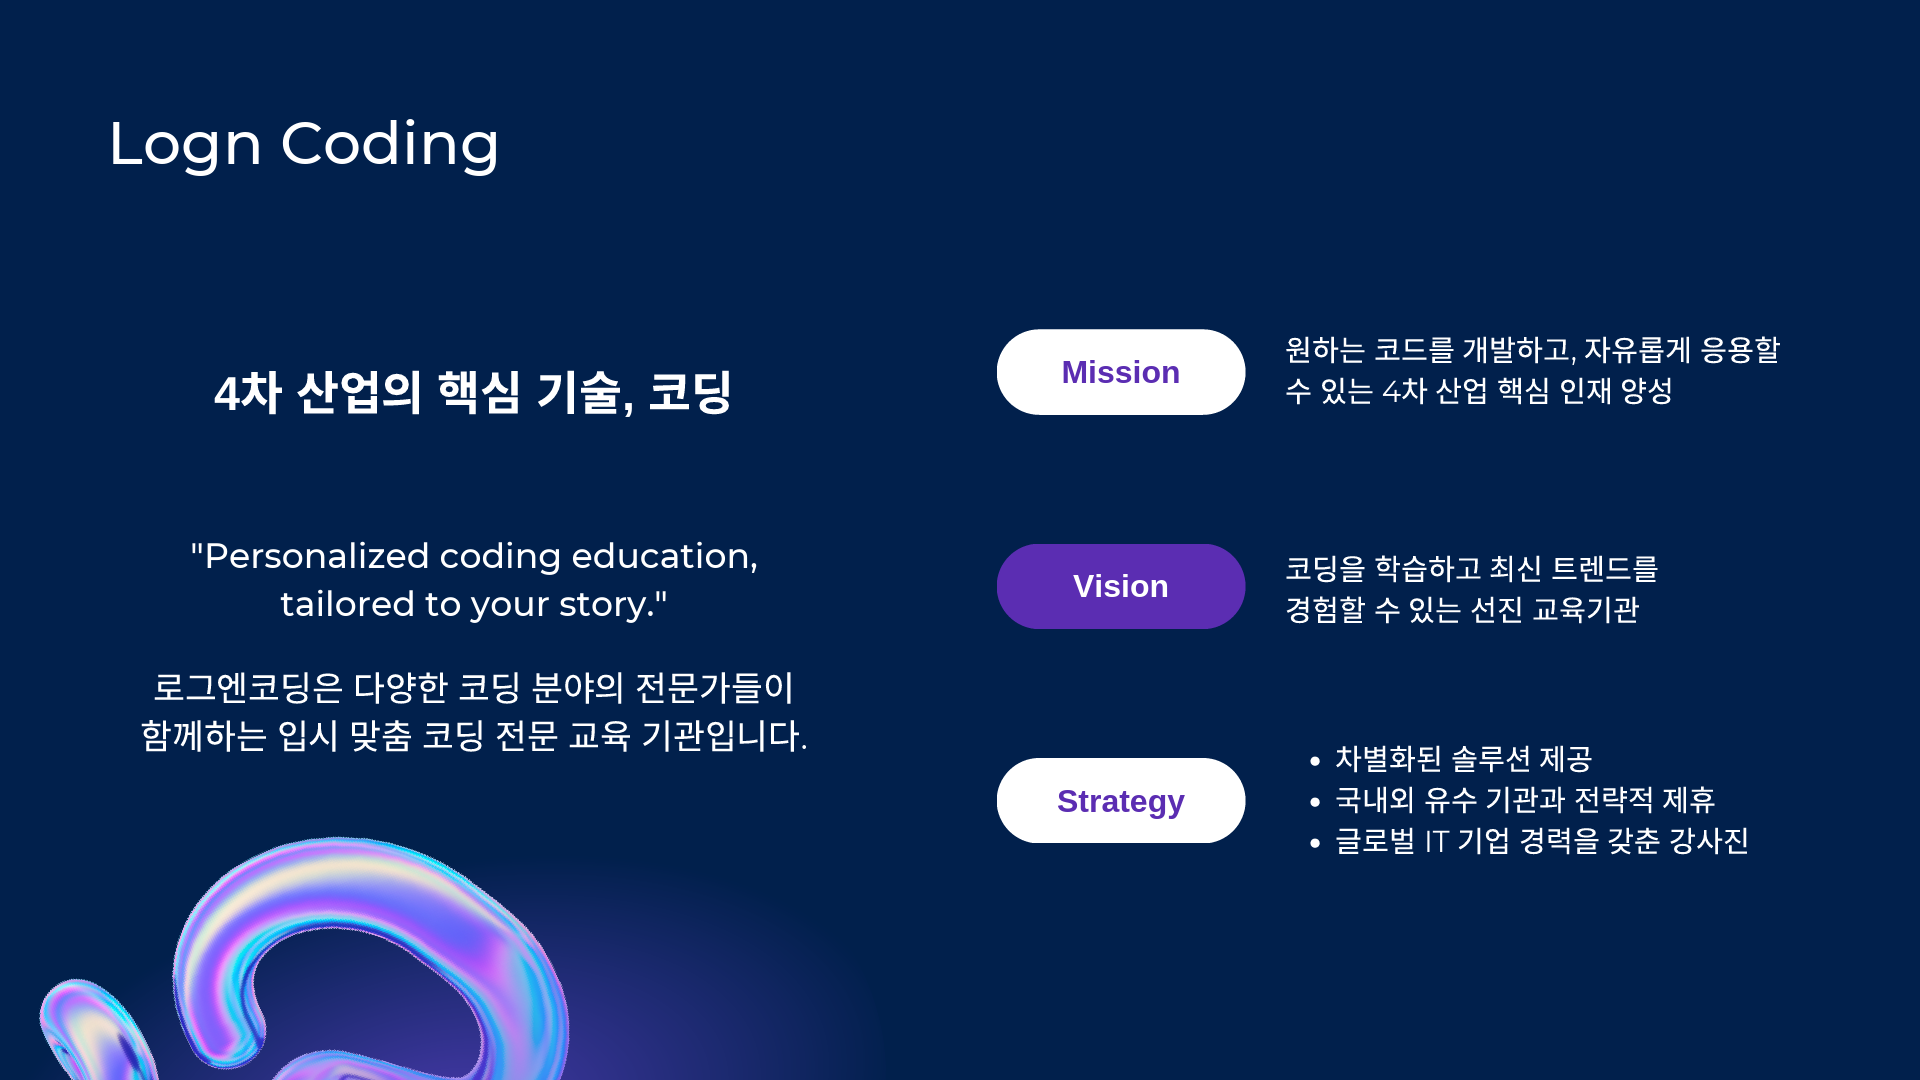 Logn Coding
4차 산업의 핵심 기술, 코딩
"Personalized coding education,
tailored to your story."
로그엔코딩은 다양한 코딩 분야의 전문가들이
함께하는 입시 맞춤 코딩 전문 교육 기관입니다.
Mission
원하는 코드를 개발하고, 자유롭게 응용할
수 있는 4차 산업 핵심 인재 양성
Vision
코딩을 학습하고 최신 트렌드를
경험할 수 있는 선진 교육기관
Strategy
• 차별화된 솔루션 제공
• 국내외 유수 기관과 전략적 제휴
• 글로벌 IT 기업 경력을 갖춘 강사진